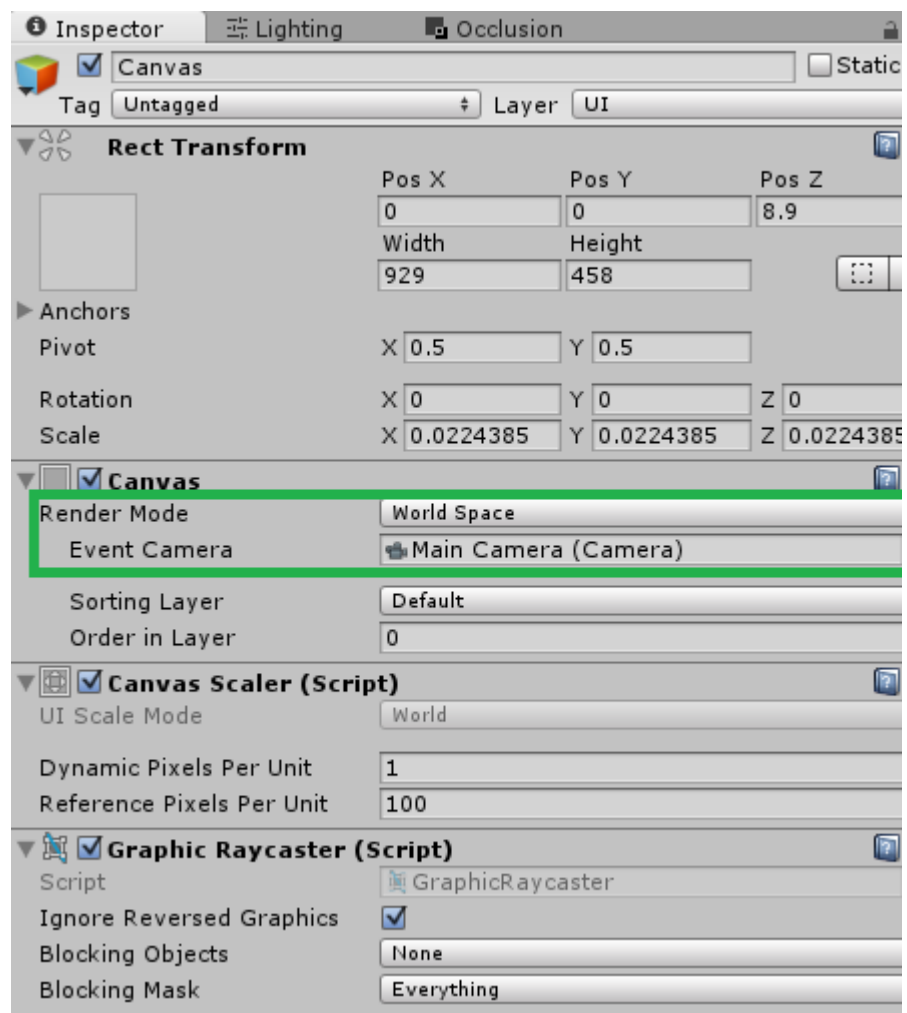 Inspector Lighting Occlusion
Canvas Static
Tag Untagged Layer UI
Rect Transform
Pos X Pos Y Pos Z
0 0 8.9
Width Height
929 458
Anchors
Pivot X 0.5 Y 0.5
Rotation X 0 Y 0 Z 0
Scale X 0.0224385 Y 0.0224385 Z 0.0224385
Canvas
Render Mode World Space
Event Camera Main Camera (Camera)
Sorting Layer Default
Order in Layer 0
Canvas Scaler (Script)
UI Scale Mode World
Dynamic Pixels Per Unit 1
Reference Pixels Per Unit 100
Graphic Raycaster (Script)
Script GraphicRaycaster
Ignore Reversed Graphics
Blocking Objects None
Blocking Mask Everything